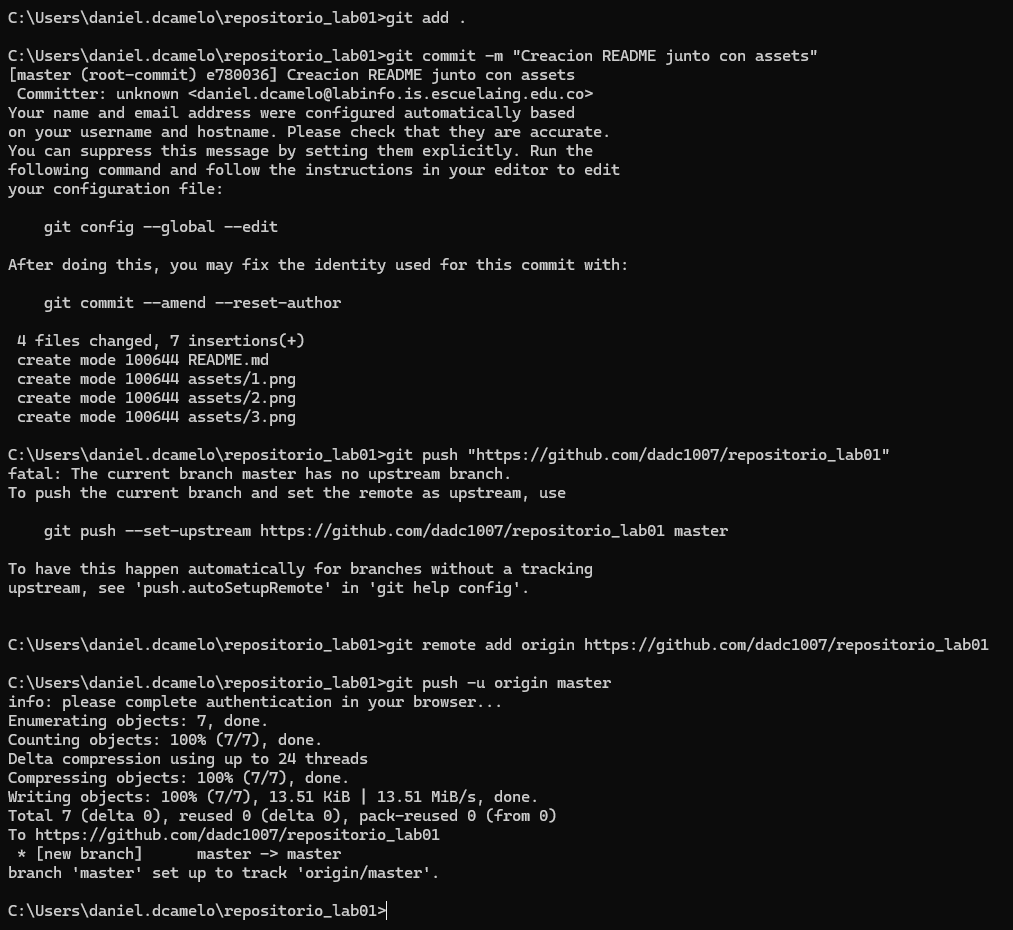 C:\Users\daniel.dcamelo\repositorio_lab01>git add .
C:\Users\daniel.dcamelo\repositorio_lab01>git commit -m "Creacion README junto con assets"
[master (root-commit) e780036] Creacion README junto con assets
 Committer: unknown <daniel.dcamelo@labinfo.is.escuelaing.edu.co>
Your name and email address were configured automatically based
on your username and hostname. Please check that they are accurate.
You can suppress this message by setting them explicitly. Run the
following command and follow the instructions in your editor to edit
your configuration file:
    git config --global --edit
After doing this, you may fix the identity used for this commit with:
    git commit --amend --reset-author
 4 files changed, 7 insertions(+)
 create mode 100644 README.md
 create mode 100644 assets/1.png
 create mode 100644 assets/2.png
 create mode 100644 assets/3.png
C:\Users\daniel.dcamelo\repositorio_lab01>git push "https://github.com/dadc1007/repositorio_lab01"
fatal: The current branch master has no upstream branch.
To push the current branch and set the remote as upstream, use
    git push --set-upstream https://github.com/dadc1007/repositorio_lab01 master
To have this happen automatically for branches without a tracking
upstream, see 'push.autoSetupRemote' in 'git help config'.
C:\Users\daniel.dcamelo\repositorio_lab01>git remote add origin https://github.com/dadc1007/repositorio_lab01
C:\Users\daniel.dcamelo\repositorio_lab01>git push -u origin master
info: please complete authentication in your browser...
Enumerating objects: 7, done.
Counting objects: 100% (7/7), done.
Delta compression using up to 24 threads
Compressing objects: 100% (7/7), done.
Writing objects: 100% (7/7), 13.51 KiB | 13.51 MiB/s, done.
Total 7 (delta 0), reused 0 (delta 0), pack-reused 0 (from 0)
To https://github.com/dadc1007/repositorio_lab01
 * [new branch]      master -> master
branch 'master' set up to track 'origin/master'.
C:\Users\daniel.dcamelo\repositorio_lab01>